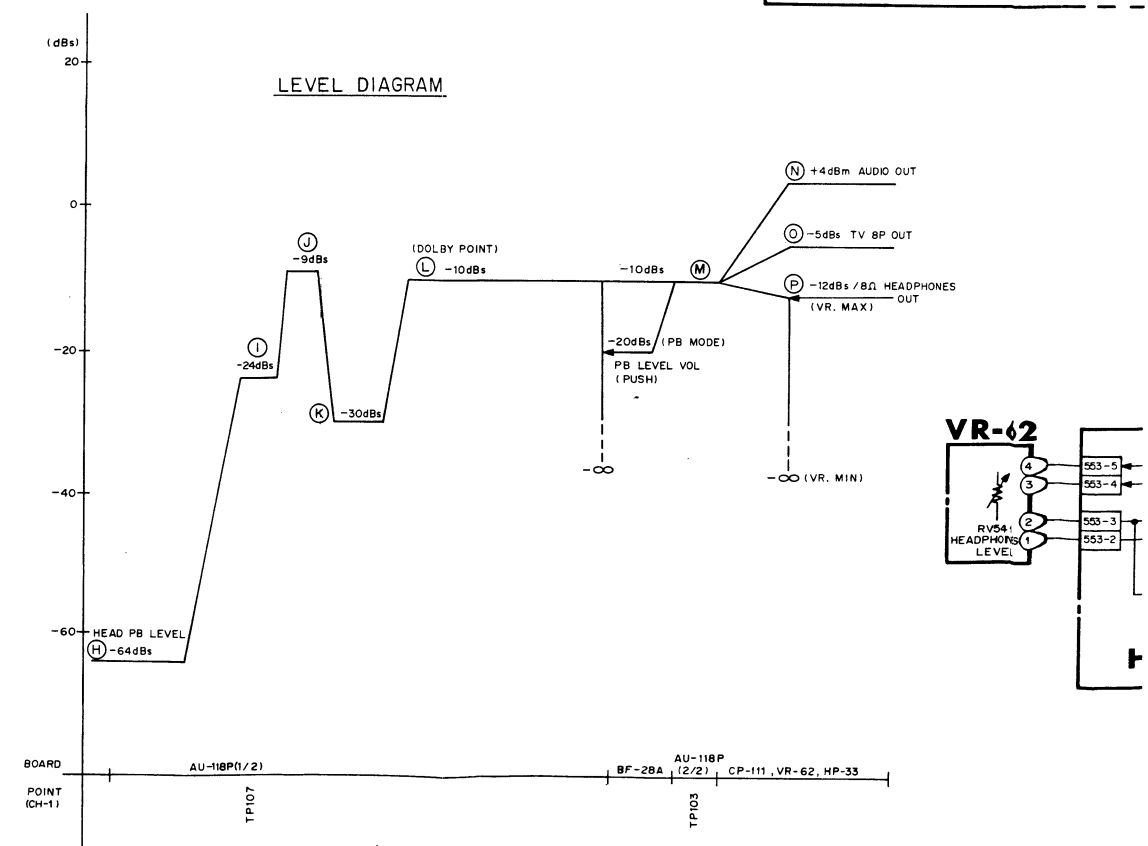 (dBs)
20
LEVEL DIAGRAM
N +4dBm AUDIO OUT
0
J
-9dBs
(DOLBY POINT)
L -10dBs
-10dBs M
O -5dBs TV 8P OUT
P -12dBs/8Ω HEADPHONES
OUT
(VR. MAX)
-20
I
-24dBs
-20dBs (PB MODE)
PB LEVEL VOL
(PUSH)
K -30dBs
-∞
-∞ (VR. MIN)
-40
VR-62
4 553-5
3 553-4
2 553-3
1 553-2
RV541
HEADPHONS
LEVEL
-60
HEAD PB LEVEL
H -64dBs
BOARD
AU-118P(1/2)
BF-28A
AU-118P
(2/2)
CP-111, VR-62, HP-33
POINT
(CH-1)
TP107
TP103